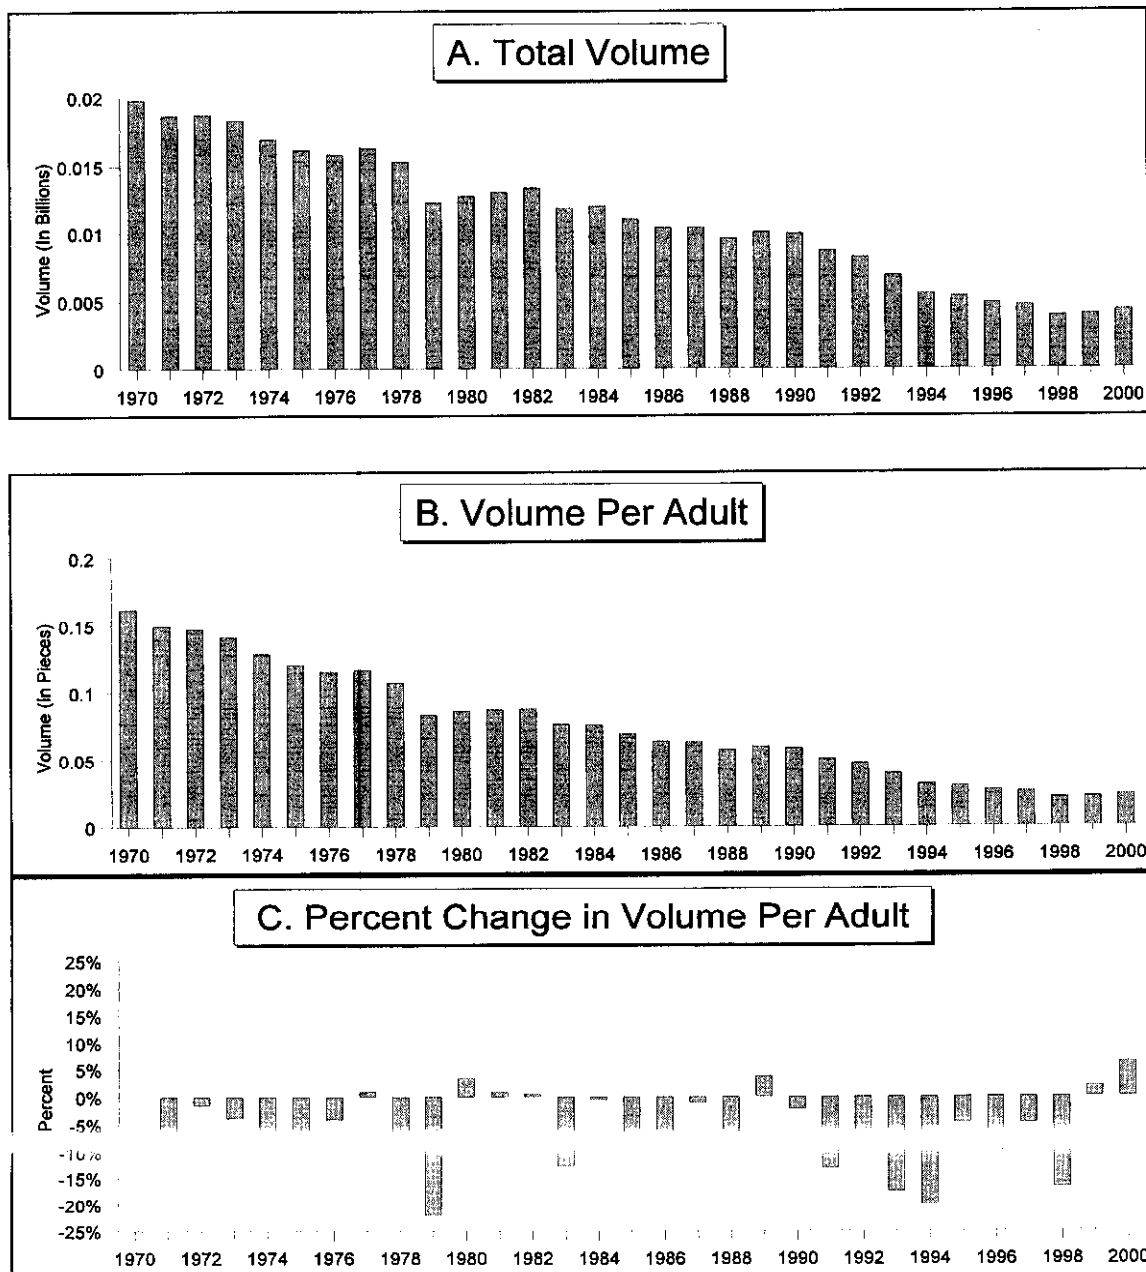 A. Total Volume
Volume (In Billions)
0.02
0.015
0.01
0.005
0
1970 1972 1974 1976 1978 1980 1982 1984 1986 1988 1990 1992 1994 1996 1998 2000
B. Volume Per Adult
Volume (In Pieces)
0.2
0.15
0.1
0.05
0
1970 1972 1974 1976 1978 1980 1982 1984 1986 1988 1990 1992 1994 1996 1998 2000
C. Percent Change in Volume Per Adult
Percent
25%
20%
15%
10%
5%
0%
-5%
-10%
-15%
-20%
-25%
1970 1972 1974 1976 1978 1980 1982 1984 1986 1988 1990 1992 1994 1996 1998 2000